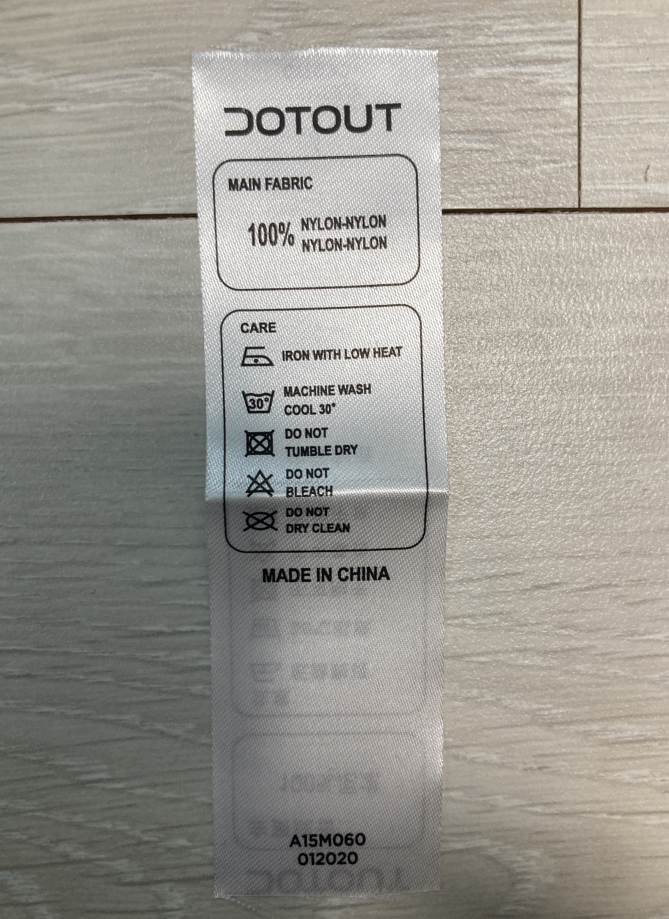 DOTOUT
MAIN FABRIC
100% NYLON-NYLON
NYLON-NYLON
CARE
IRON WITH LOW HEAT
30° MACHINE WASH
COOL 30°
DO NOT
TUMBLE DRY
DO NOT
BLEACH
DO NOT
DRY CLEAN
MADE IN CHINA
A15M060
012020